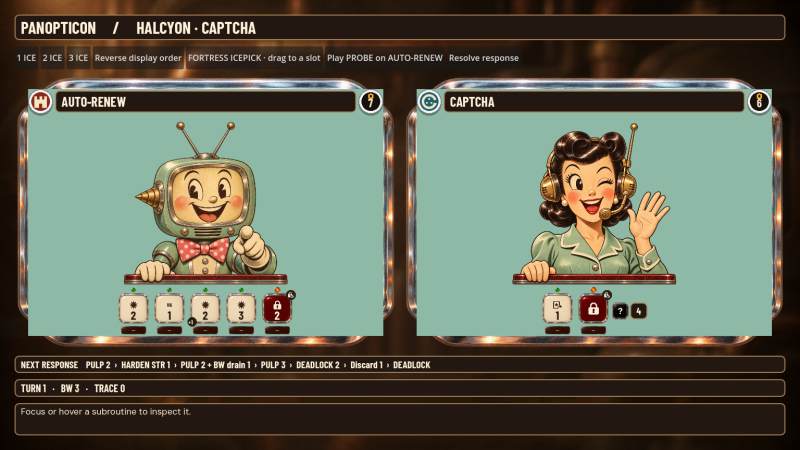 PANOPTICON / HALCYON · CAPTCHA
1 ICE 2 ICE 3 ICE Reverse display order FORTRESS ICEPICK · drag to a slot Play PROBE on AUTO-RENEW Resolve response
AUTO-RENEW 7
CAPTCHA 6
2 1 2 3 2
1 ? 4
NEXT RESPONSE PULP 2 › HARDEN STR 1 › PULP 2 + BW drain 1 › PULP 3 › DEADLOCK 2 › Discard 1 › DEADLOCK
TURN 1 · BW 3 · TRACE 0
Focus or hover a subroutine to inspect it.